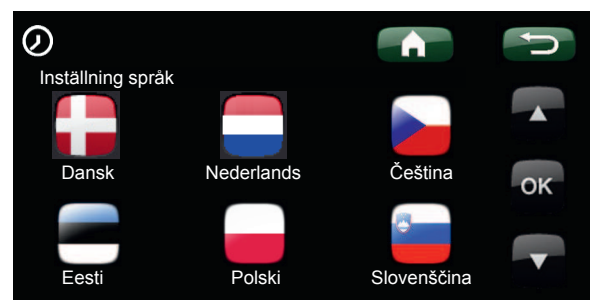 Inställning språk
Dansk Nederlands Čeština
OK
Eesti Polski Slovenščina